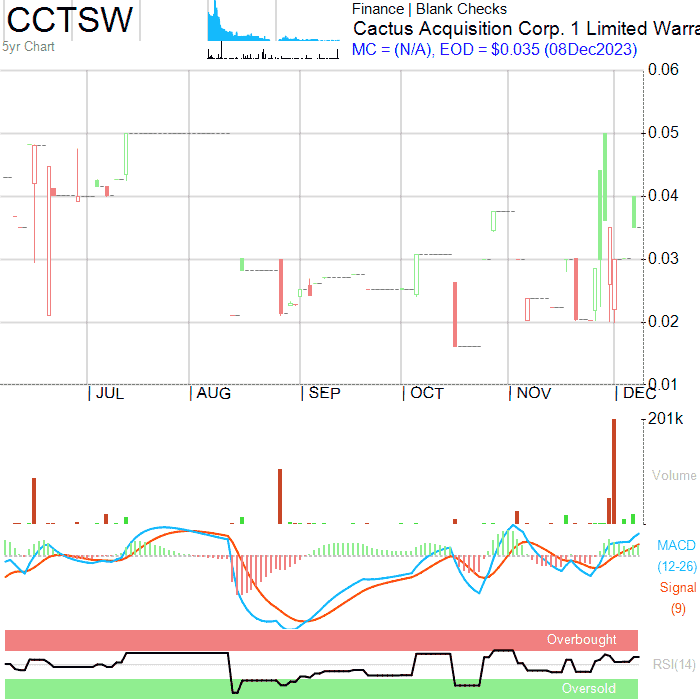 CCTSW
5yr Chart
Finance | Blank Checks
Cactus Acquisition Corp. 1 Limited Warra
MC = (N/A), EOD = $0.035 (08Dec2023)
0.06
0.05
0.04
0.03
0.02
0.01
JUL AUG SEP OCT NOV DEC
201k
Volume
MACD
(12-26)
Signal
(9)
Overbought
RSI(14)
Oversold